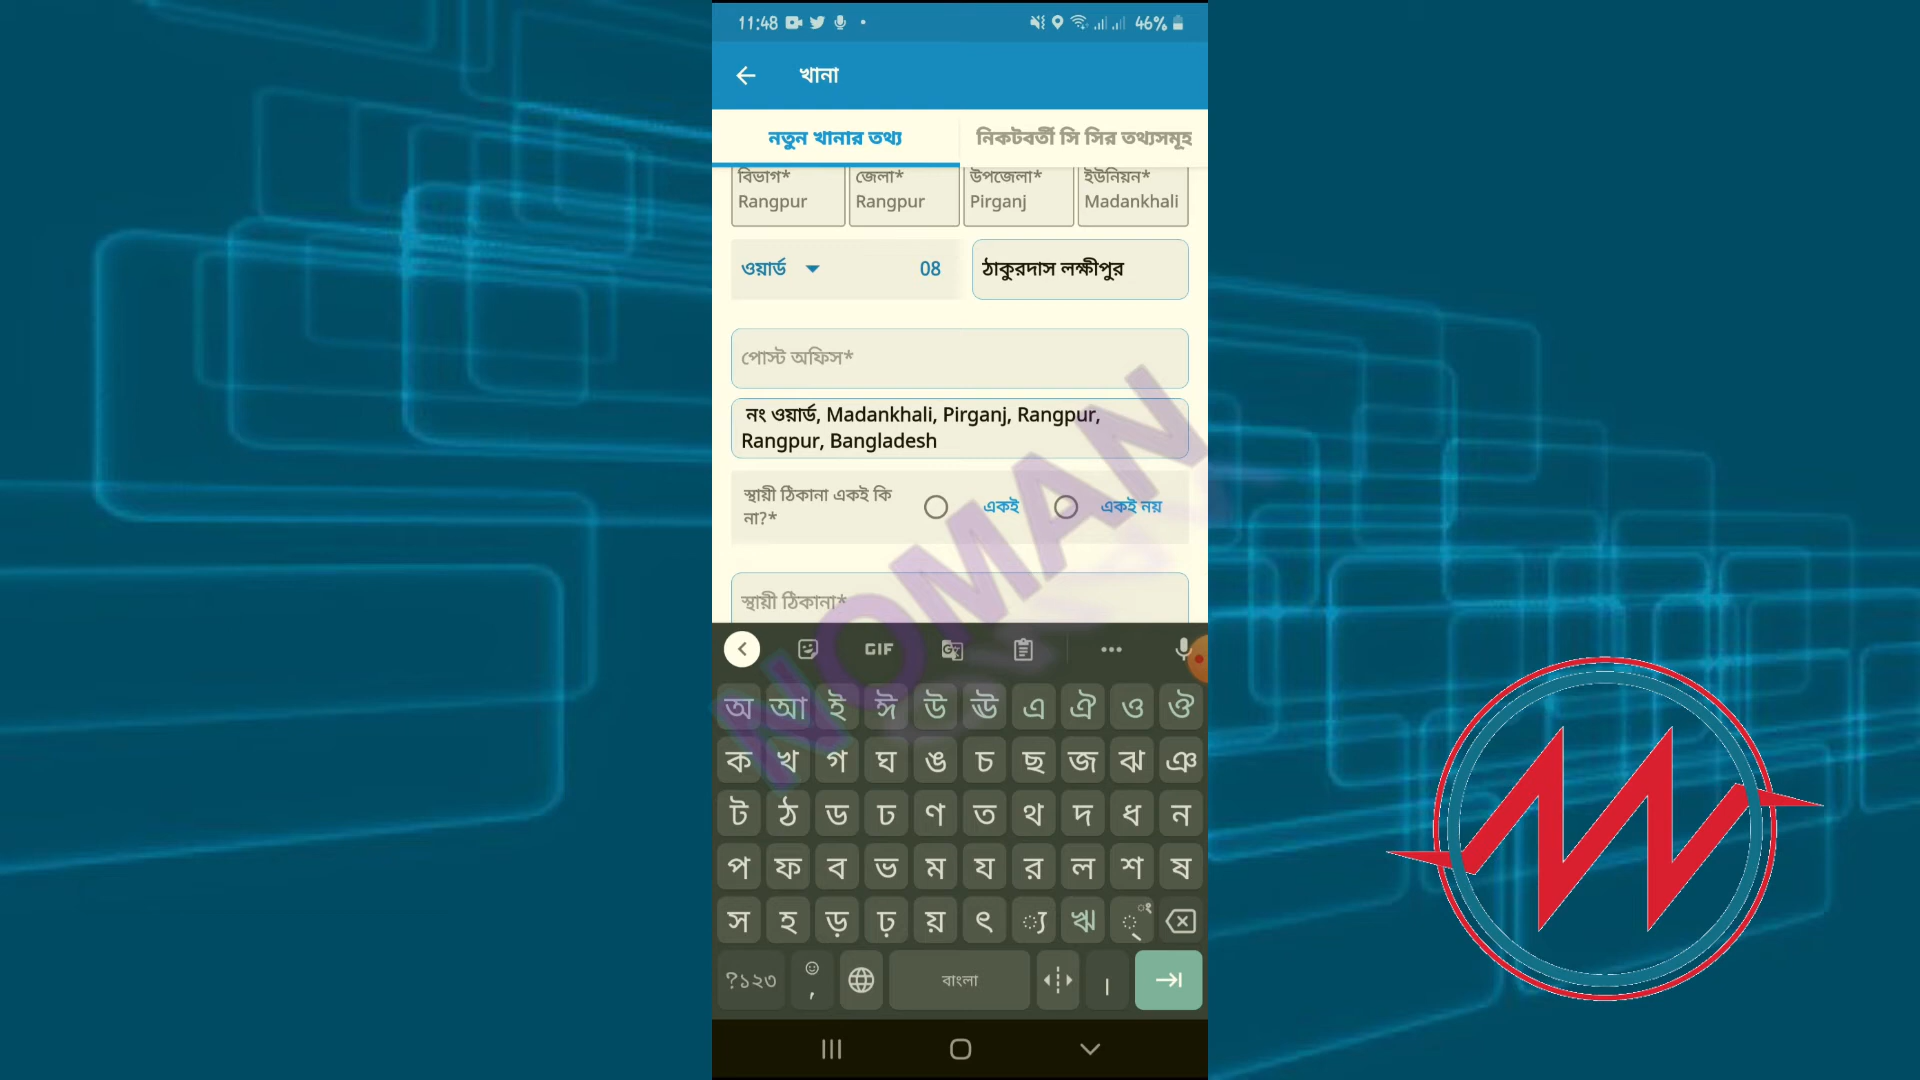 11:48 46%
খানা
নতুন খানার তথ্য নিকটবর্তী সি সির তথ্যসমূহ
বিভাগ* জেলা* উপজেলা* ইউনিয়ন*
Rangpur Rangpur Pirganj Madankhali
ওয়ার্ড 08 ঠাকুরদাস লক্ষীপুর
পোস্ট অফিস*
নং ওয়ার্ড, Madankhali, Pirganj, Rangpur,
Rangpur, Bangladesh
স্থায়ী ঠিকানা একই কি
না?* একই একই নয়
স্থায়ী ঠিকানা*
NOMAN
GIF
অ আ ই ঈ উ ঊ এ ঐ ও ঔ
ক খ গ ঘ ঙ চ ছ জ ঝ ঞ
ট ঠ ড ঢ ণ ত থ দ ধ ন
প ফ ব ভ ম য র ল শ ষ
স হ ড় ঢ় য় ৎ ্য ঋ ্ ং
?১২৩ , বাংলা ।